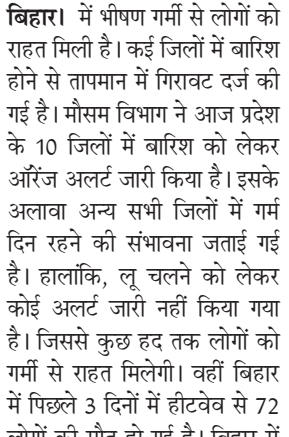 बिहार। में भीषण गर्मी से लोगों को
राहत मिली है। कई जिलों में बारिश
होने से तापमान में गिरावट दर्ज की
गई है। मौसम विभाग ने आज प्रदेश
के 10 जिलों में बारिश को लेकर
ऑरेंज अलर्ट जारी किया है। इसके
अलावा अन्य सभी जिलों में गर्म
दिन रहने की संभावना जताई गई
है। हालांकि, लू चलने को लेकर
कोई अलर्ट जारी नहीं किया गया
है। जिससे कुछ हद तक लोगों को
गर्मी से राहत मिलेगी। वहीं बिहार
में पिछले 3 दिनों में हीटवेव से 72
लोगों की मौत हो गई है। बिहार में